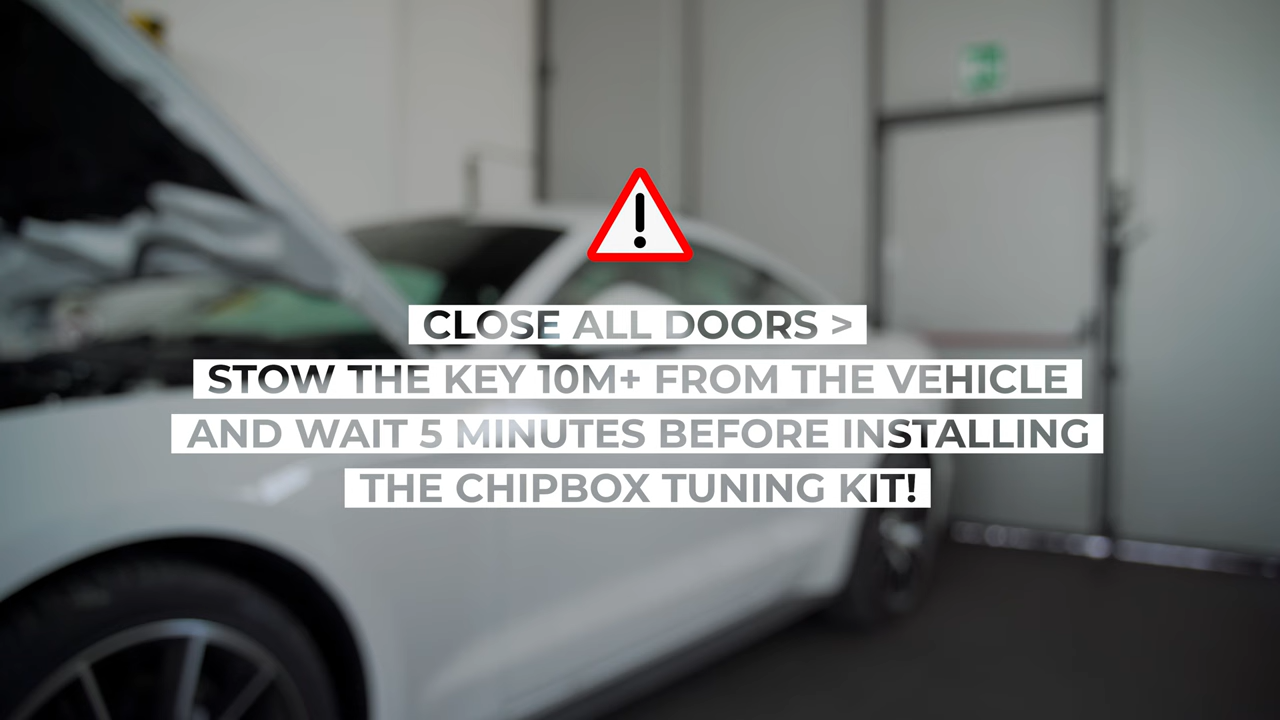 CLOSE ALL DOORS >
STOW THE KEY 10M+ FROM THE VEHICLE
AND WAIT 5 MINUTES BEFORE INSTALLING
THE CHIPBOX TUNING KIT!